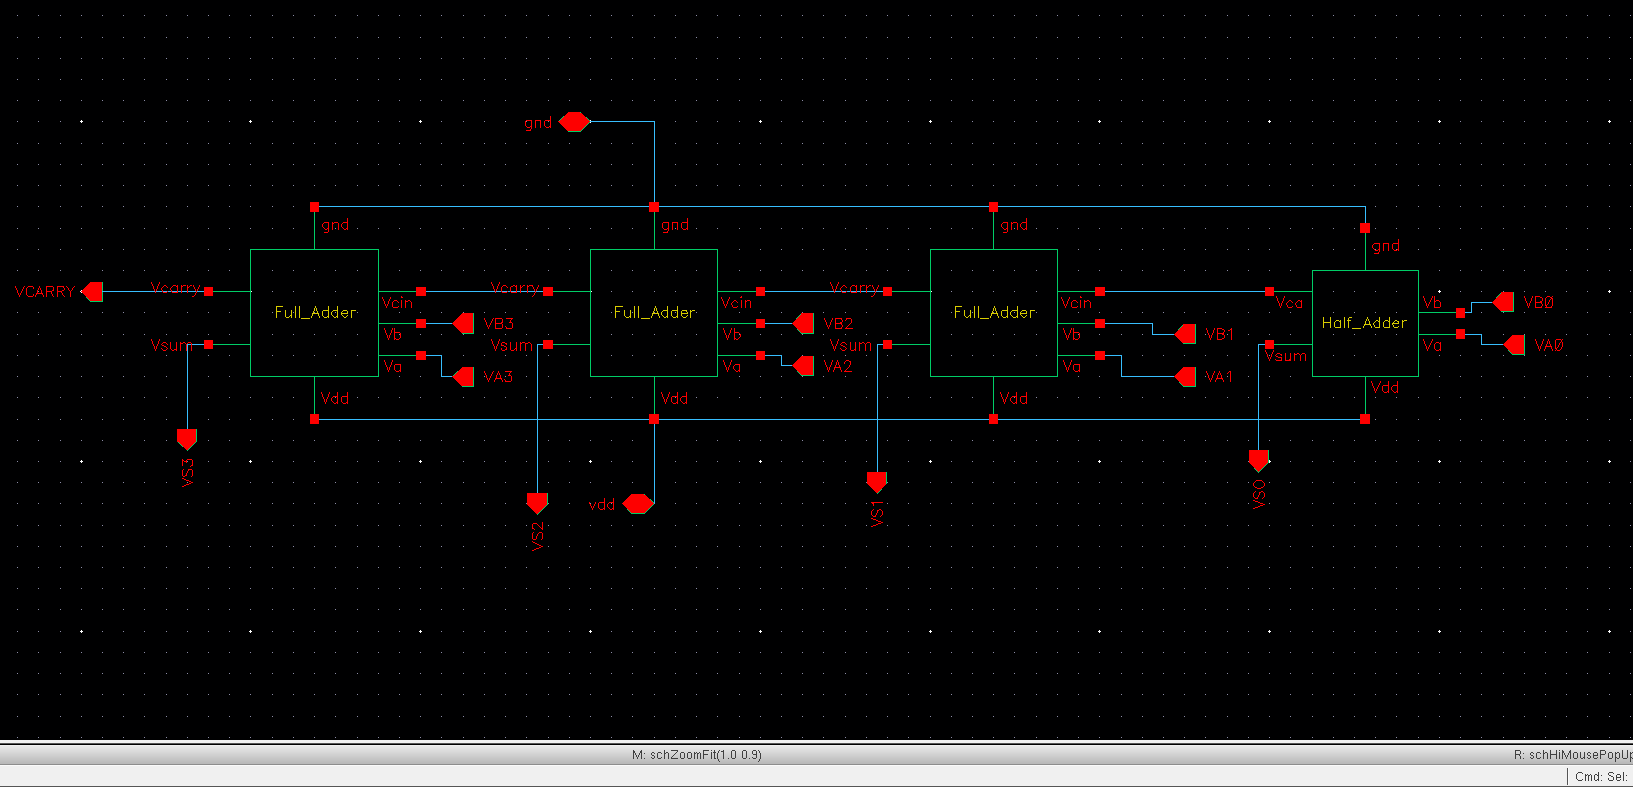 gnd
gnd gnd gnd
gnd
VCARRY Vcarry Vcarry Vcarry
Vcin Vcin Vcin Vca Vb VB0
Full_Adder Full_Adder Full_Adder Half_Adder
VB3 VB2
Vb Vb Vb VB1
Vsum Vsum Vsum Vsum Va VA0
Va VA3 Va VA2 Va VA1
Vdd Vdd Vdd Vdd
VS3
VS2
vdd
VS1
VS0
M: schZoomFit(1.0 0.9) R: schHiMousePopUp
Cmd: Sel: